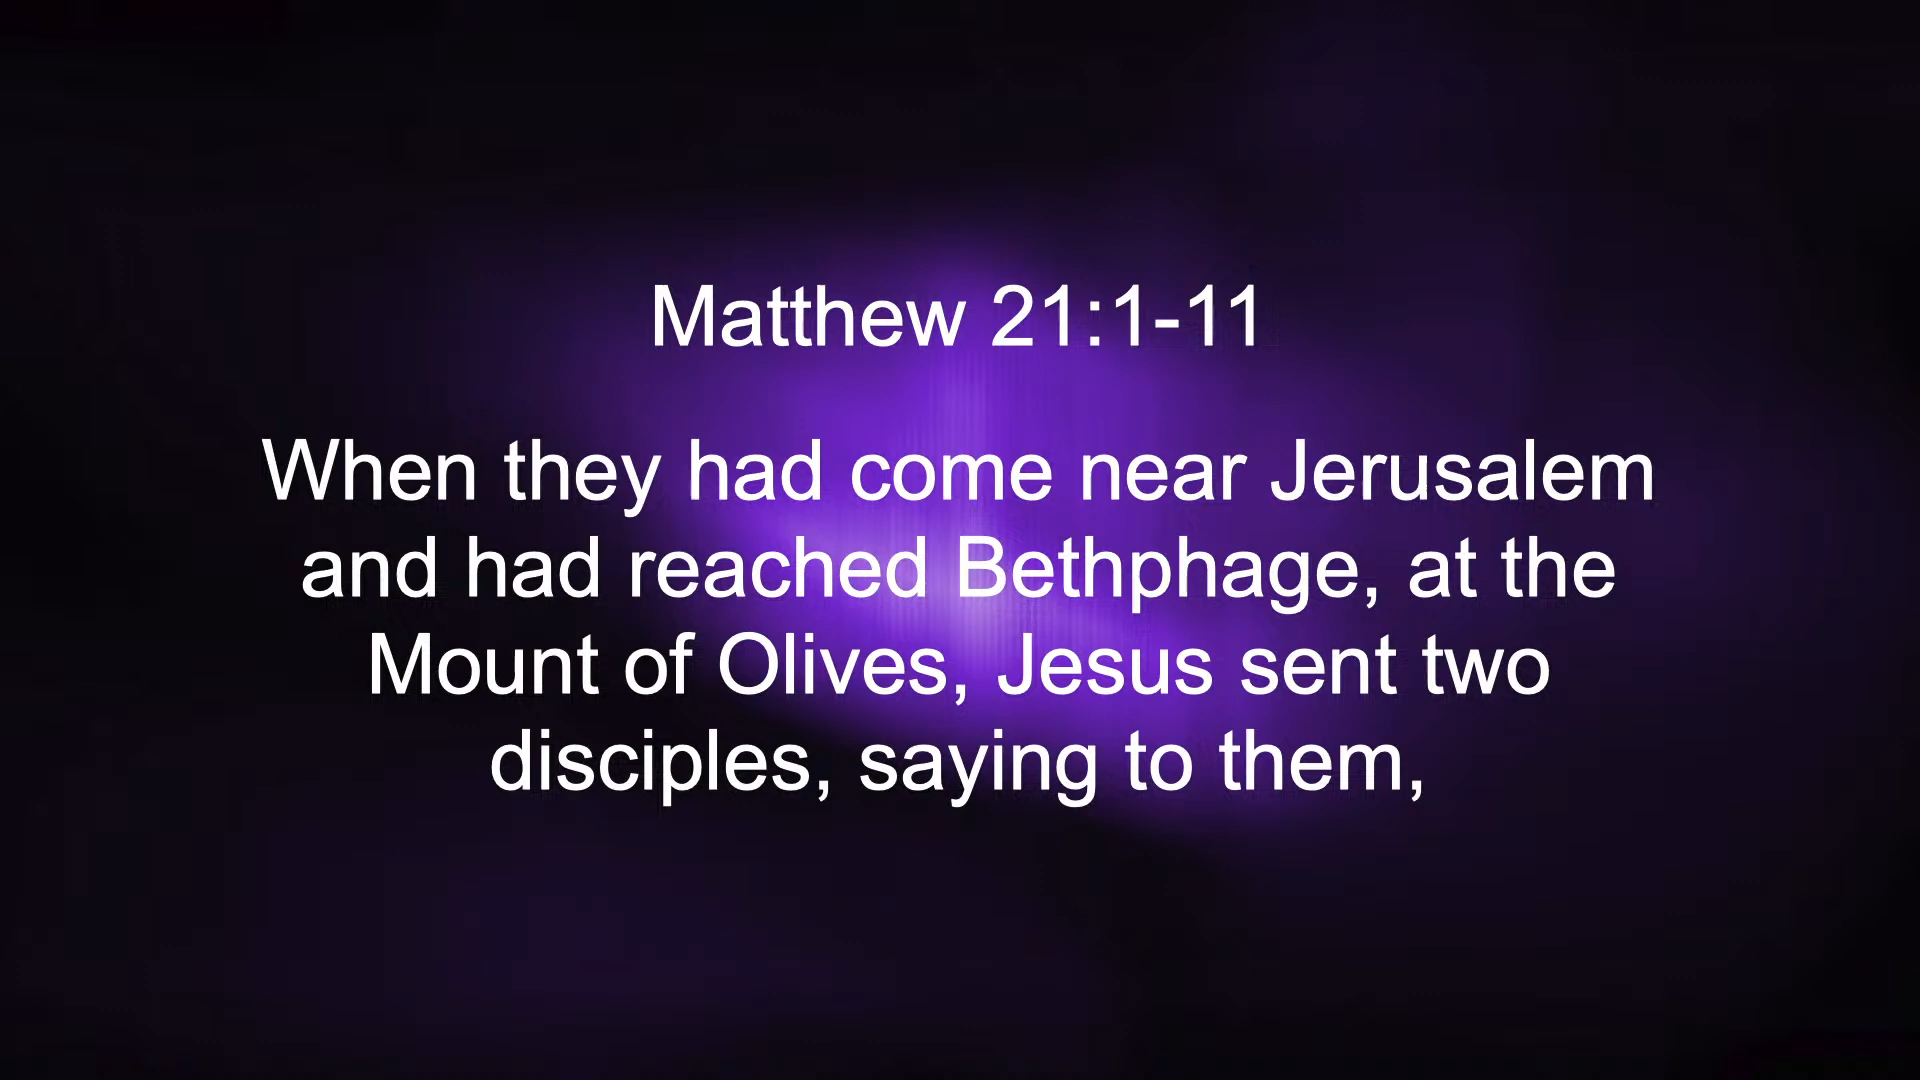 Matthew 21:1-11
When they had come near Jerusalem
and had reached Bethphage, at the
Mount of Olives, Jesus sent two
disciples, saying to them,